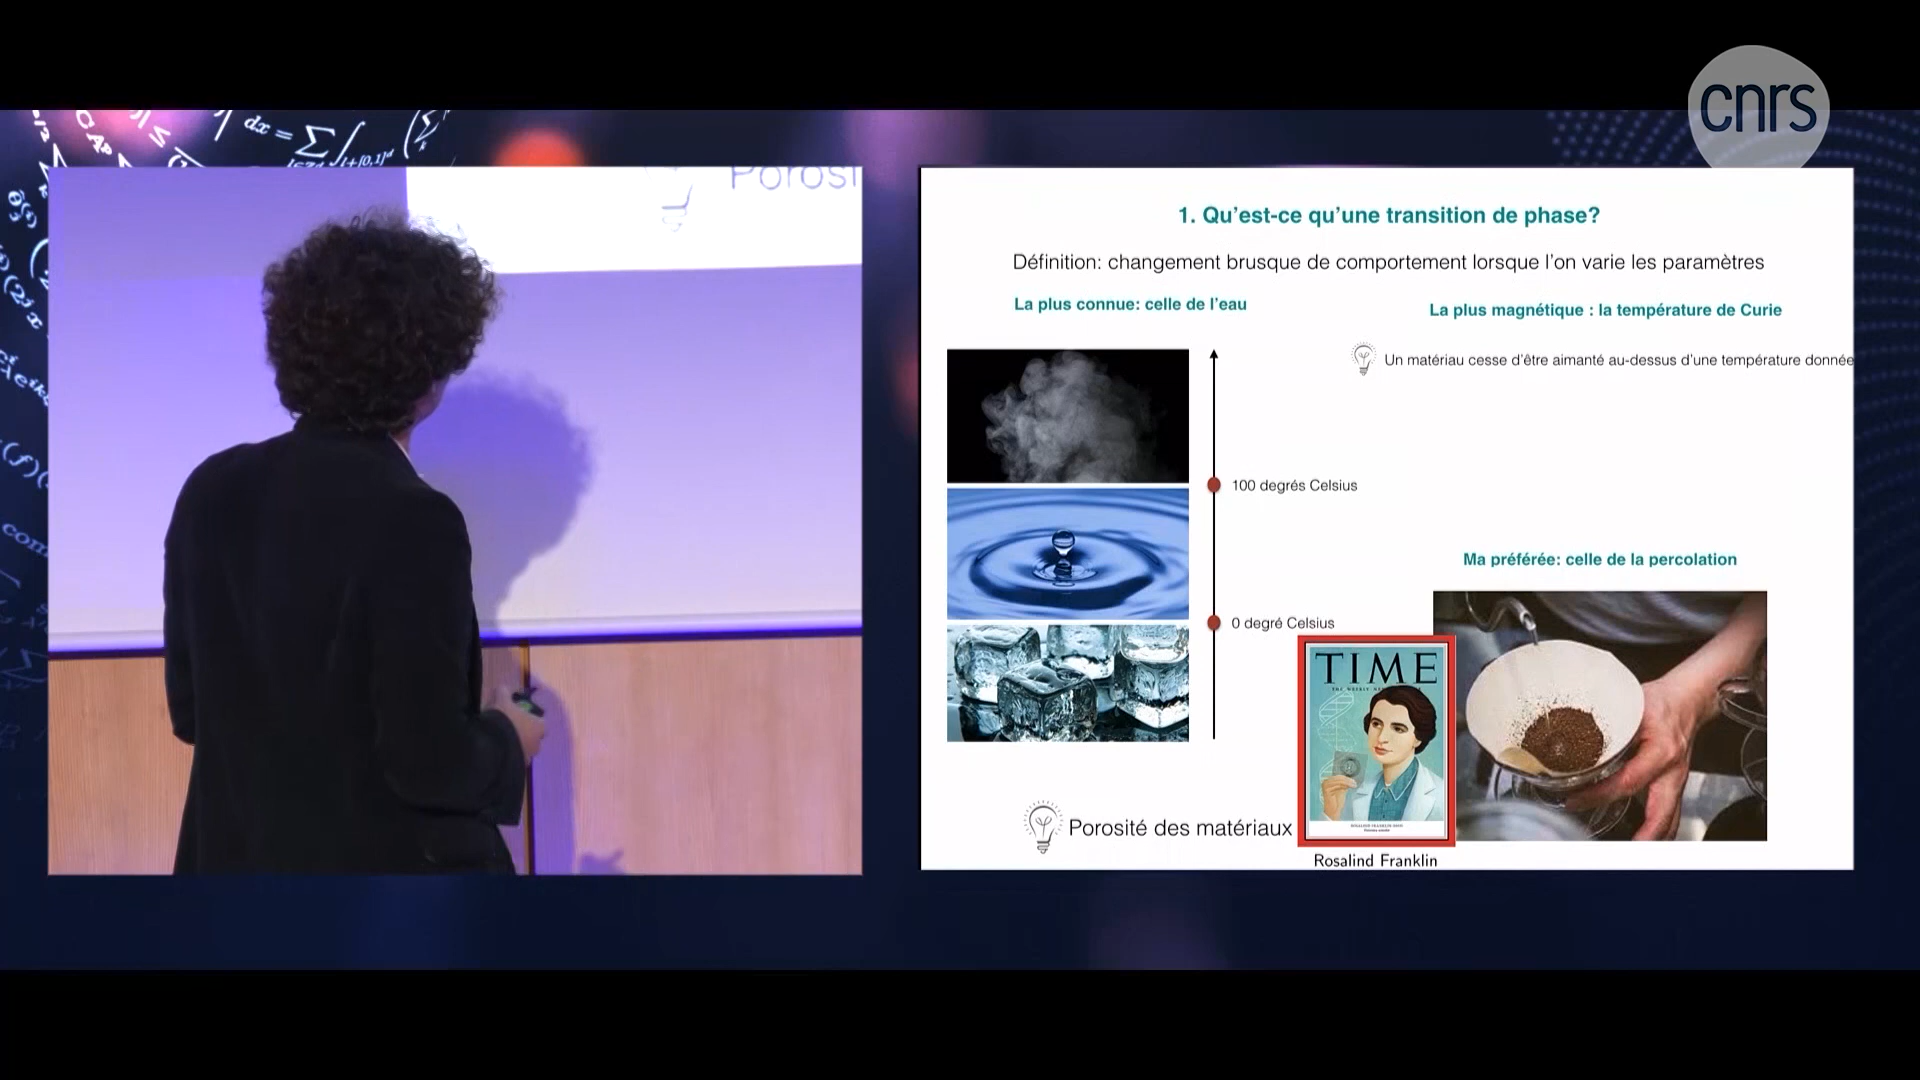 cnrs
Porosi
1. Qu’est-ce qu’une transition de phase?
Définition: changement brusque de comportement lorsque l’on varie les paramètres
La plus connue: celle de l’eau
La plus magnétique : la température de Curie
Un matériau cesse d’être aimanté au-dessus d’une température donnée
100 degrés Celsius
0 degré Celsius
Ma préférée: celle de la percolation
TIME
Porosité des matériaux
Rosalind Franklin